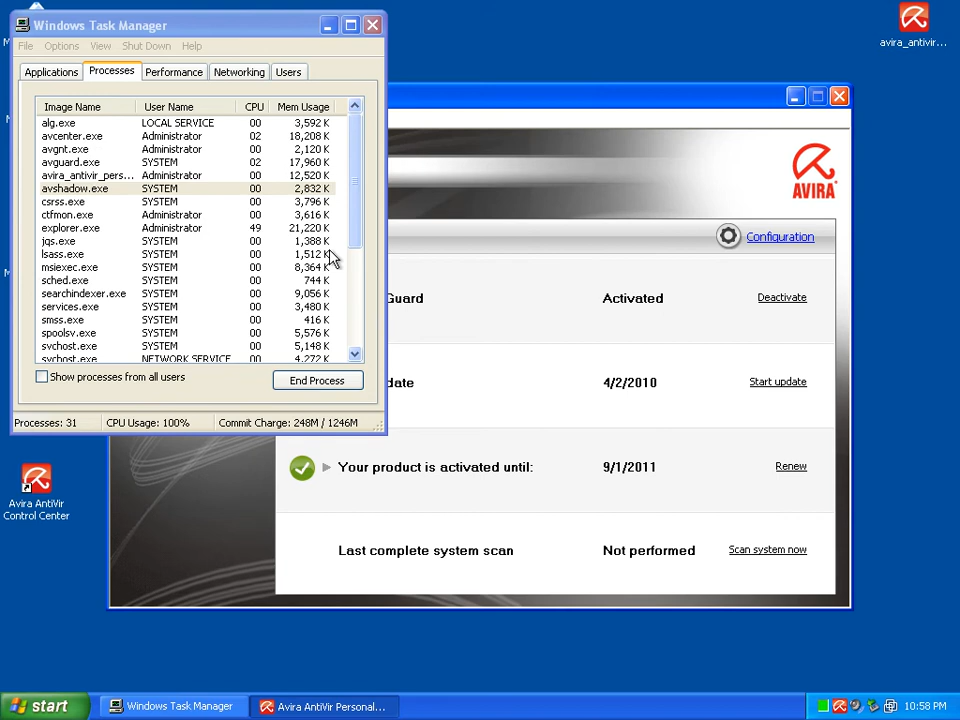 Windows Task Manager
File Options View Shut Down Help
Applications Processes Performance Networking Users
Image Name User Name CPU Mem Usage
alg.exe LOCAL SERVICE 00 3,592 K
avcenter.exe Administrator 02 18,208 K
avgnt.exe Administrator 00 2,120 K
avguard.exe SYSTEM 02 17,960 K
avira_antivir_pers... Administrator 00 12,520 K
avshadow.exe SYSTEM 00 2,832 K
csrss.exe SYSTEM 00 3,796 K
ctfmon.exe Administrator 00 3,616 K
explorer.exe Administrator 49 21,220 K
jqs.exe SYSTEM 00 1,388 K
lsass.exe SYSTEM 00 1,512 K
msiexec.exe SYSTEM 00 8,364 K
sched.exe SYSTEM 00 744 K
searchindexer.exe SYSTEM 00 9,056 K
services.exe SYSTEM 00 3,480 K
smss.exe SYSTEM 00 416 K
spoolsv.exe SYSTEM 00 5,576 K
svchost.exe SYSTEM 00 5,148 K
svchost.exe NETWORK SERVICE 00 4,272 K
Show processes from all users
End Process
Processes: 31 CPU Usage: 100% Commit Charge: 248M / 1246M
avira_antivir...
AVIRA
Configuration
Guard Activated Deactivate
date 4/2/2010 Start update
Your product is activated until: 9/1/2011 Renew
Last complete system scan Not performed Scan system now
Avira AntiVir
Control Center
start Windows Task Manager Avira AntiVir Personal... 10:58 PM